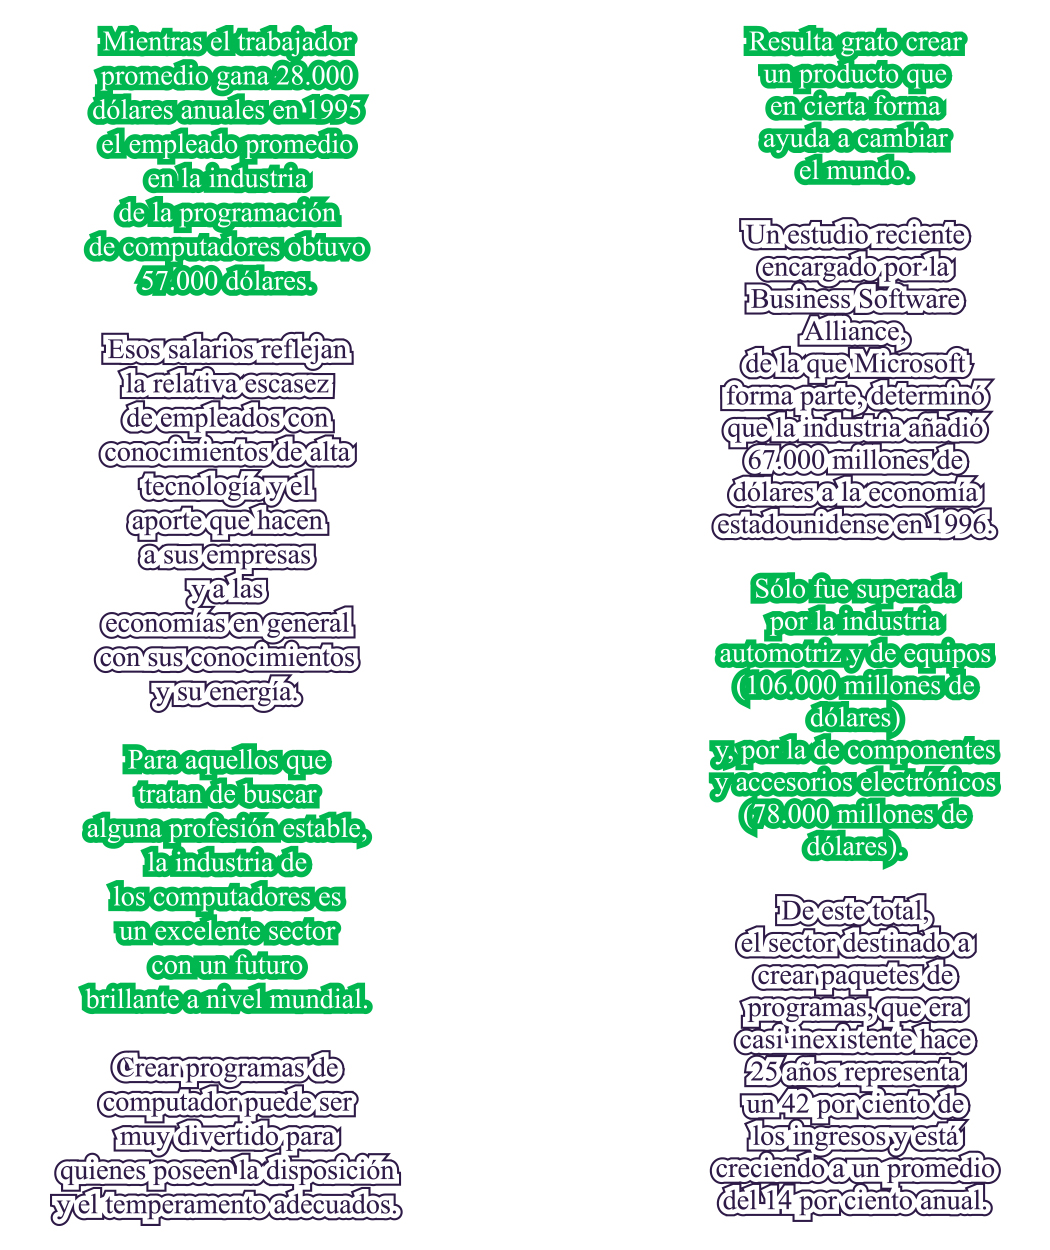 Mientras el trabajador
promedio gana 28.000
dólares anuales en 1995
el empleado promedio
en la industria
de la programación
de computadores obtuvo
57.000 dólares.
Esos salarios reflejan
la relativa escasez
de empleados con
conocimientos de alta
tecnología y el
aporte que hacen
a sus empresas
y a las
economías en general
con sus conocimientos
y su energía.
Para aquellos que
tratan de buscar
alguna profesión estable,
la industria de
los computadores es
un excelente sector
con un futuro
brillante a nivel mundial.
Crear programas de
computador puede ser
muy divertido para
quienes poseen la disposición
y el temperamento adecuados.
Resulta grato crear
un producto que
en cierta forma
ayuda a cambiar
el mundo.
Un estudio reciente
encargado por la
Business Software
Alliance,
de la que Microsoft
forma parte, determinó
que la industria añadió
67.000 millones de
dólares a la economía
estadounidense en 1996.
Sólo fue superada
por la industria
automotriz y de equipos
(106.000 millones de
dólares)
y, por la de componentes
y accesorios electrónicos
(78.000 millones de
dólares).
De este total,
el sector destinado a
crear paquetes de
programas, que era
casi inexistente hace
25 años representa
un 42 por ciento de
los ingresos y está
creciendo a un promedio
del 14 por ciento anual.